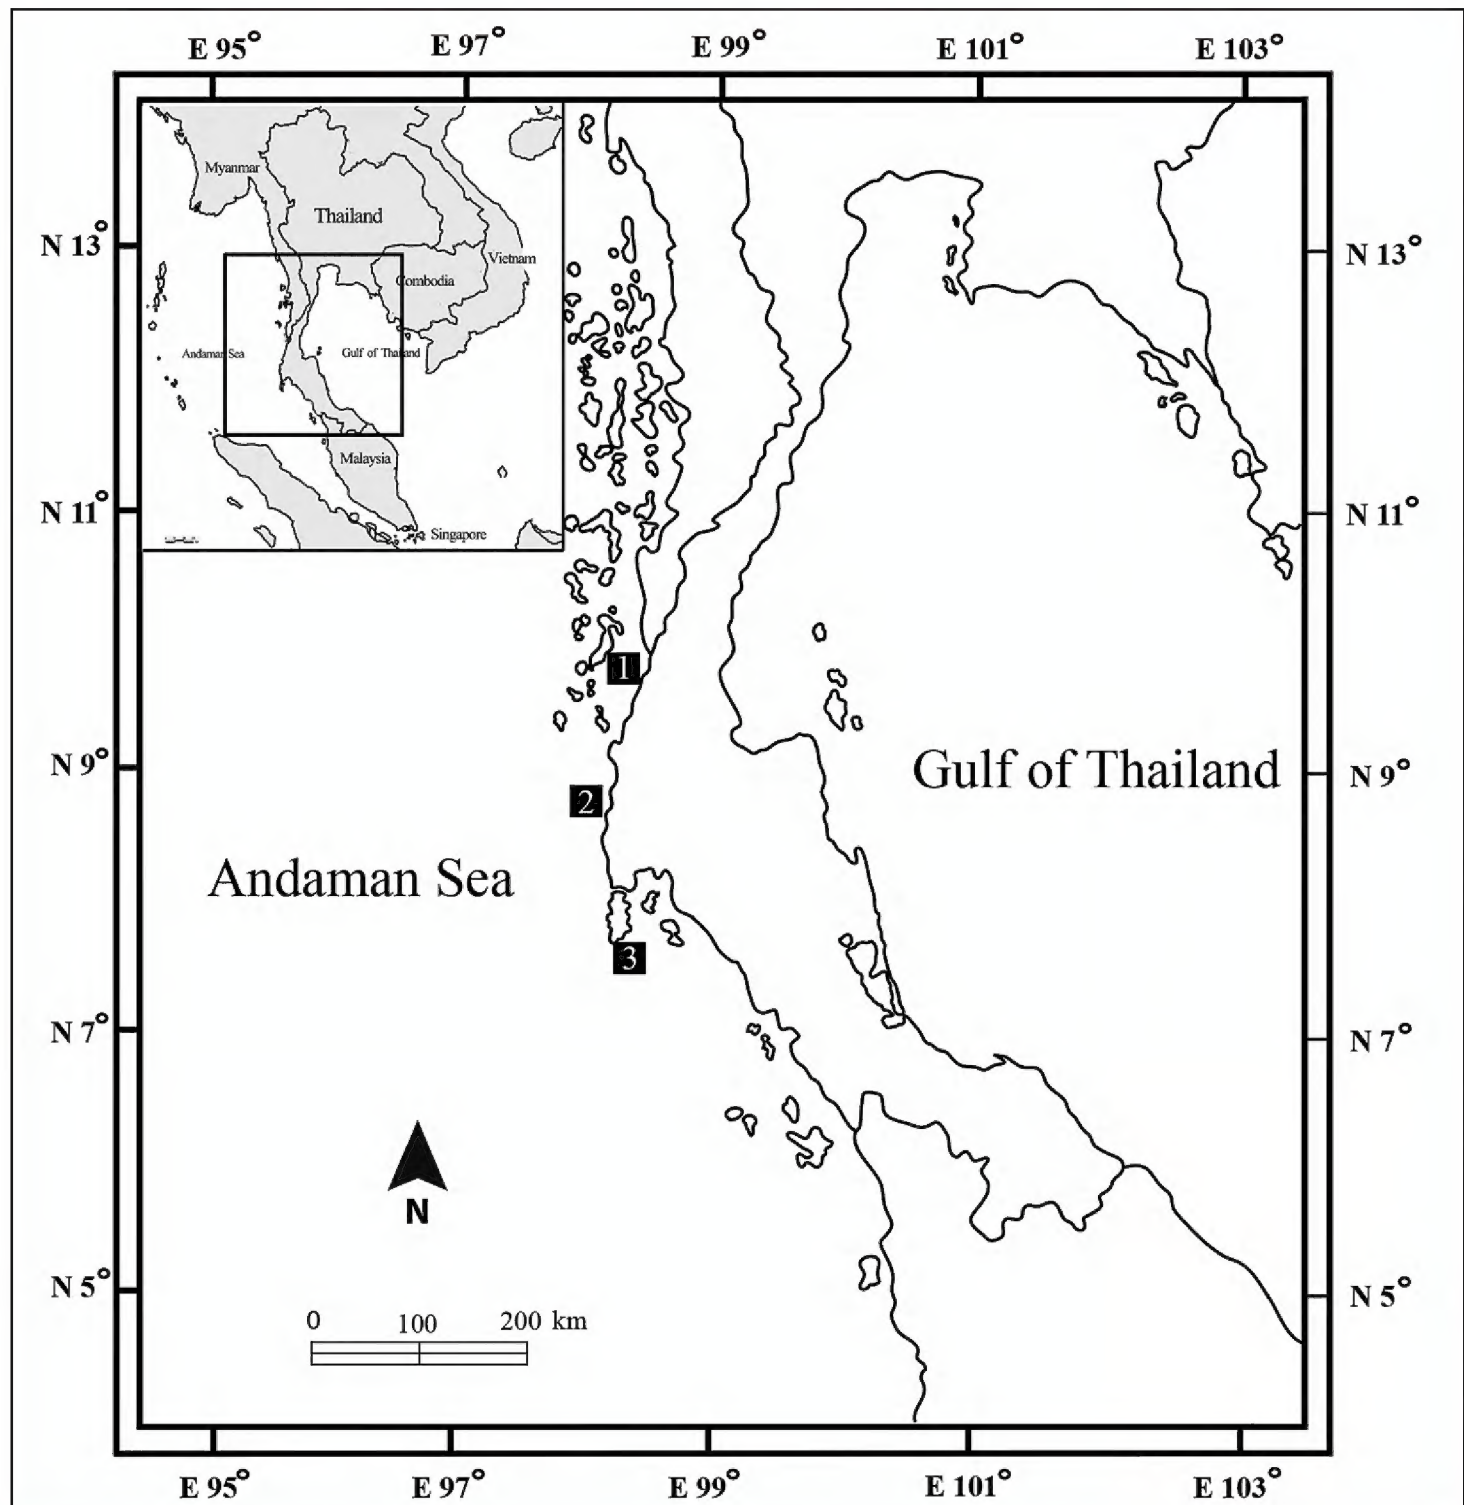 E 95° E 97° E 99° E 101° E 103°
Myanmar
Thailand
Vietnam
Combodia
Andaman Sea
Gulf of Thailand
Malaysia
Singapore
N 13° N 13°
N 11° N 11°
1
N 9° N 9°
Gulf of Thailand
2
Andaman Sea
3
N 7° N 7°
N
N 5° N 5°
0 100 200 km
E 95° E 97° E 99° E 101° E 103°